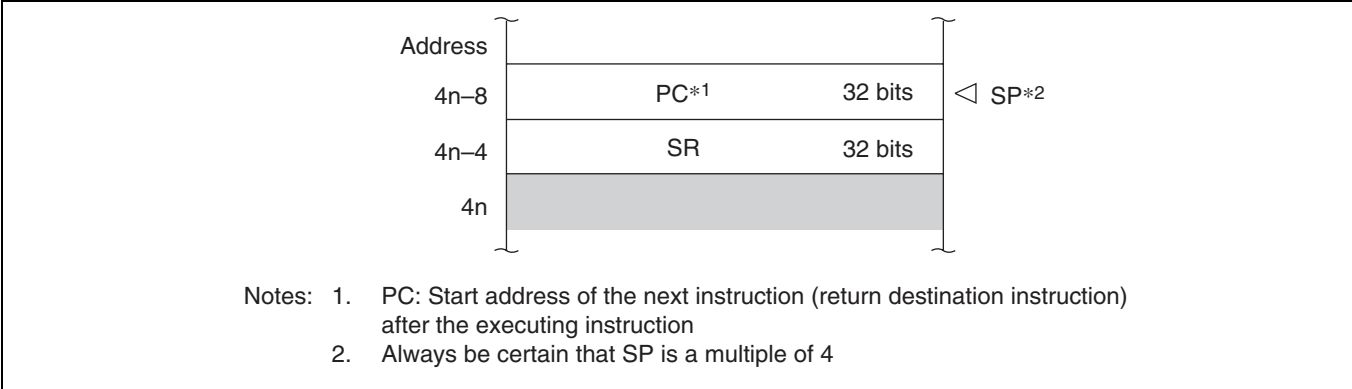 Address
4n–8 PC*1 32 bits SP*2
4n–4 SR 32 bits
4n
Notes: 1. PC: Start address of the next instruction (return destination instruction)
after the executing instruction
2. Always be certain that SP is a multiple of 4